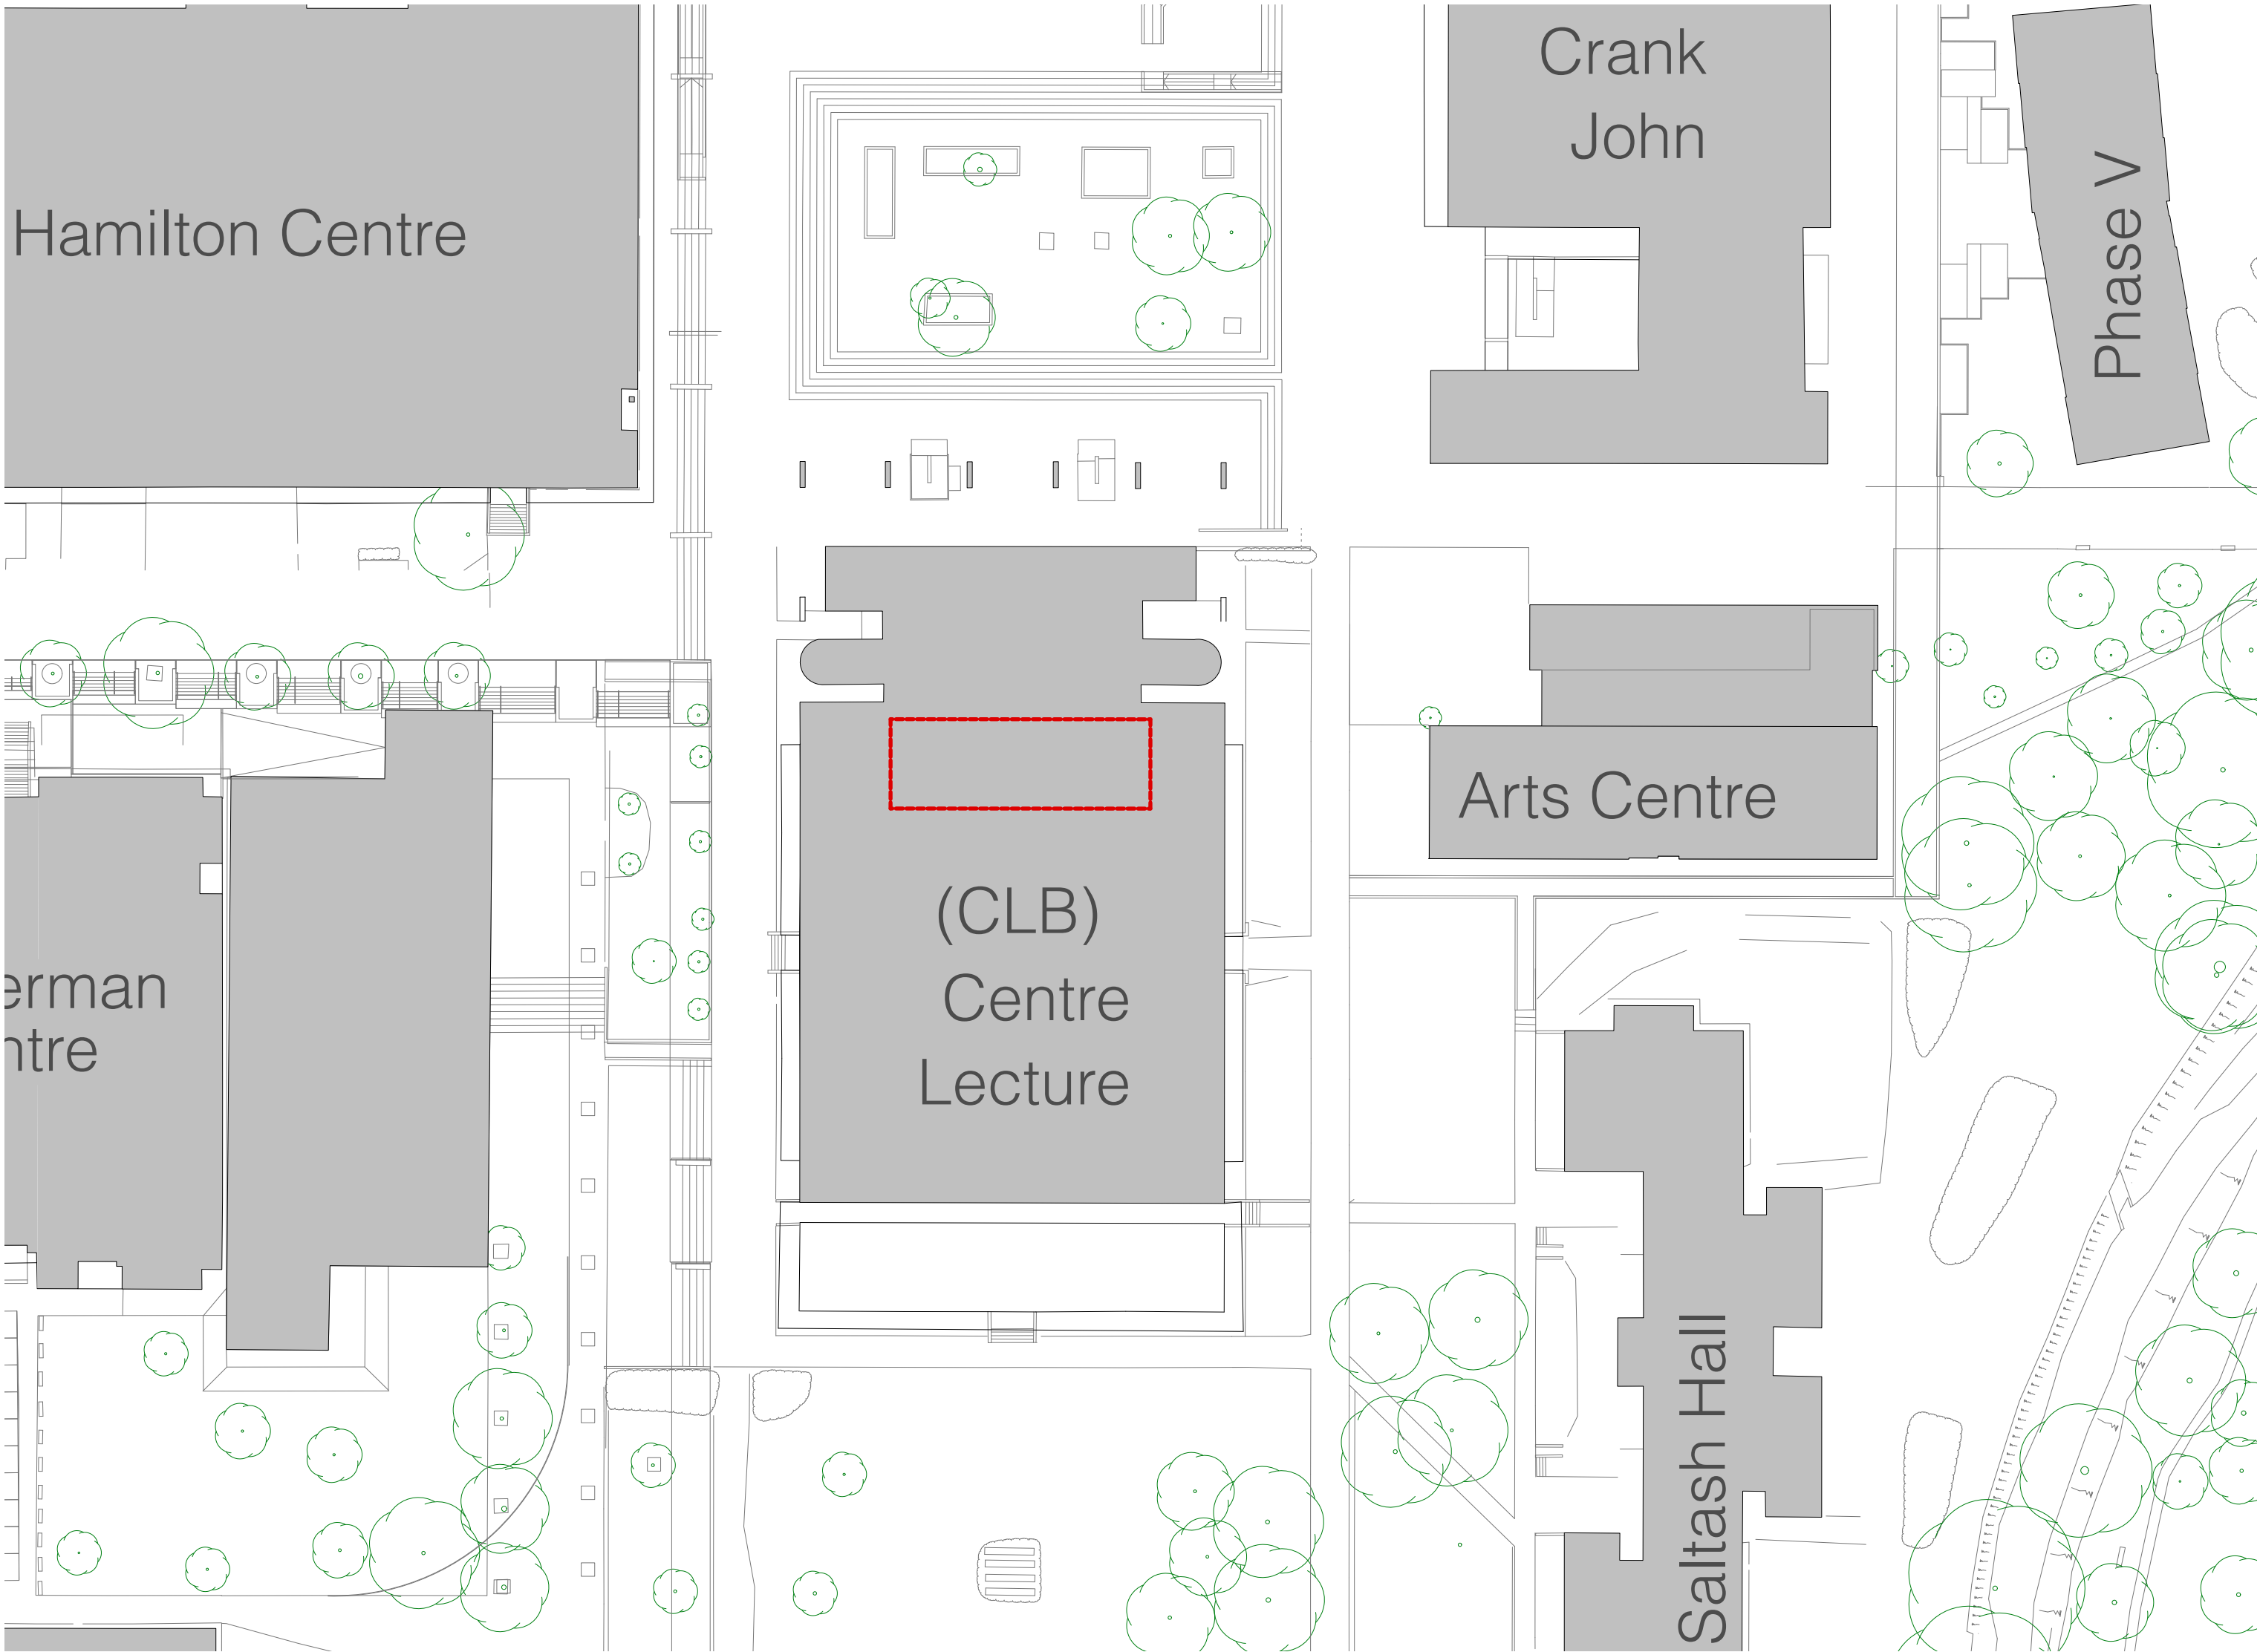 Crank
John
Phase V
Hamilton Centre
Arts Centre
(CLB)
Centre
Lecture
erman
ntre
Saltash Hall